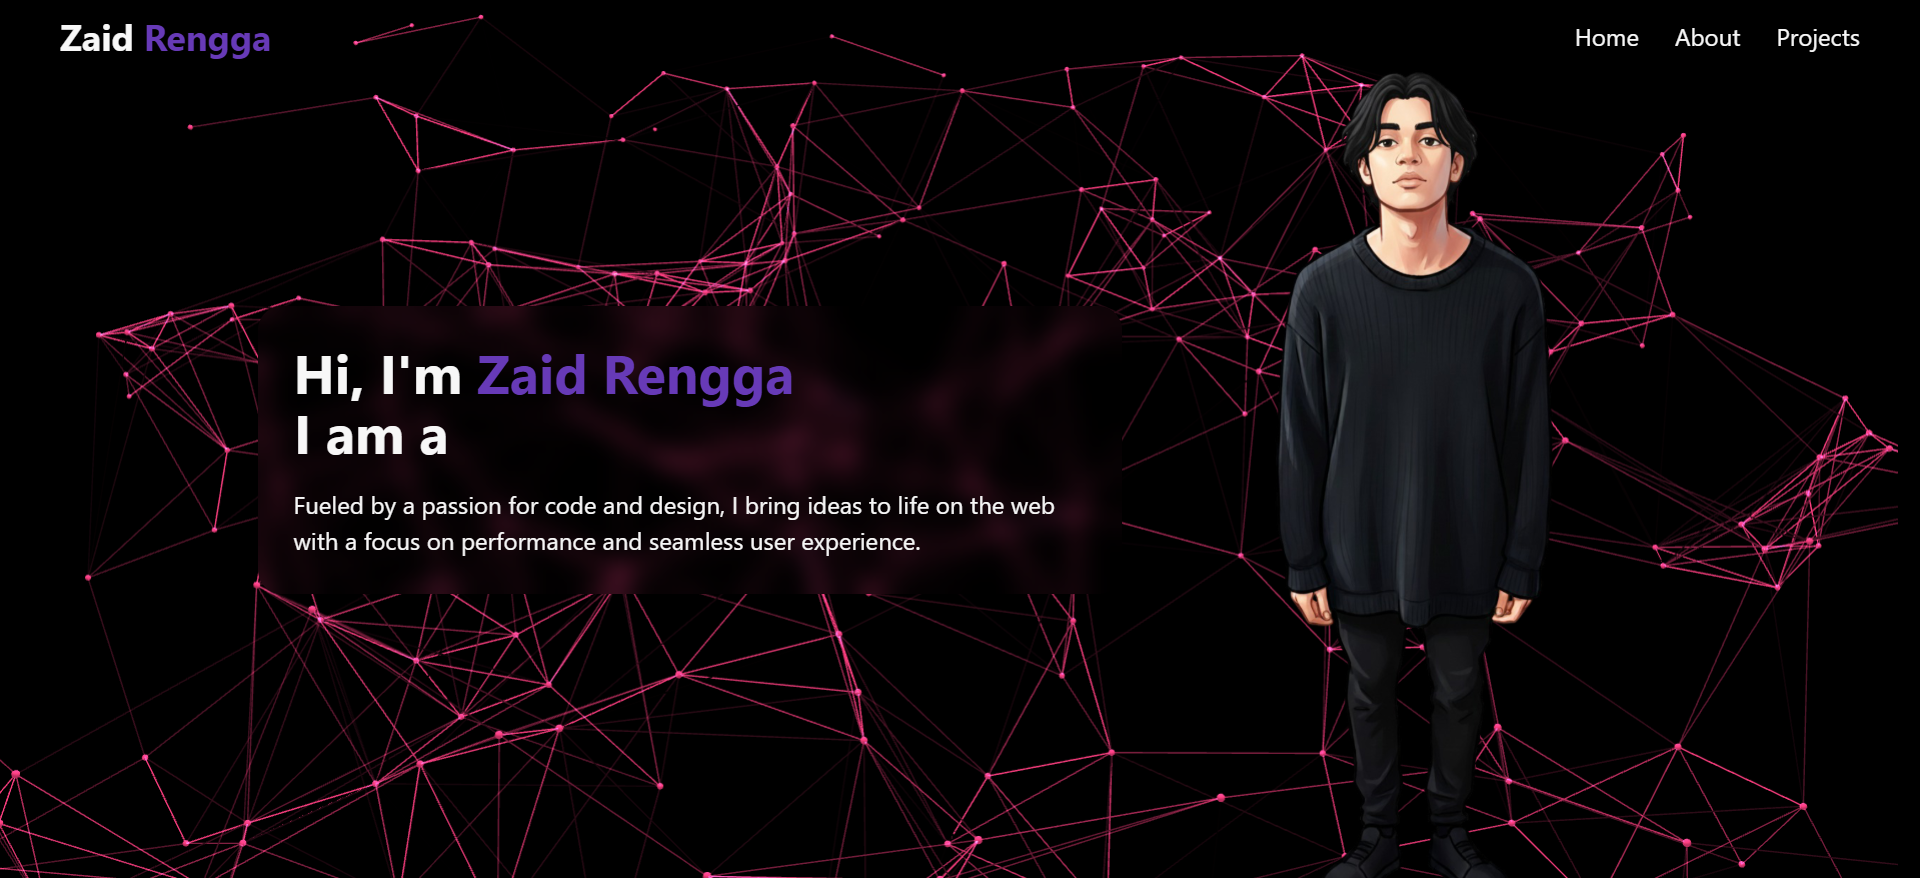 Zaid Rengga
Home About Projects
Hi, I'm Zaid Rengga
I am a
Fueled by a passion for code and design, I bring ideas to life on the web
with a focus on performance and seamless user experience.